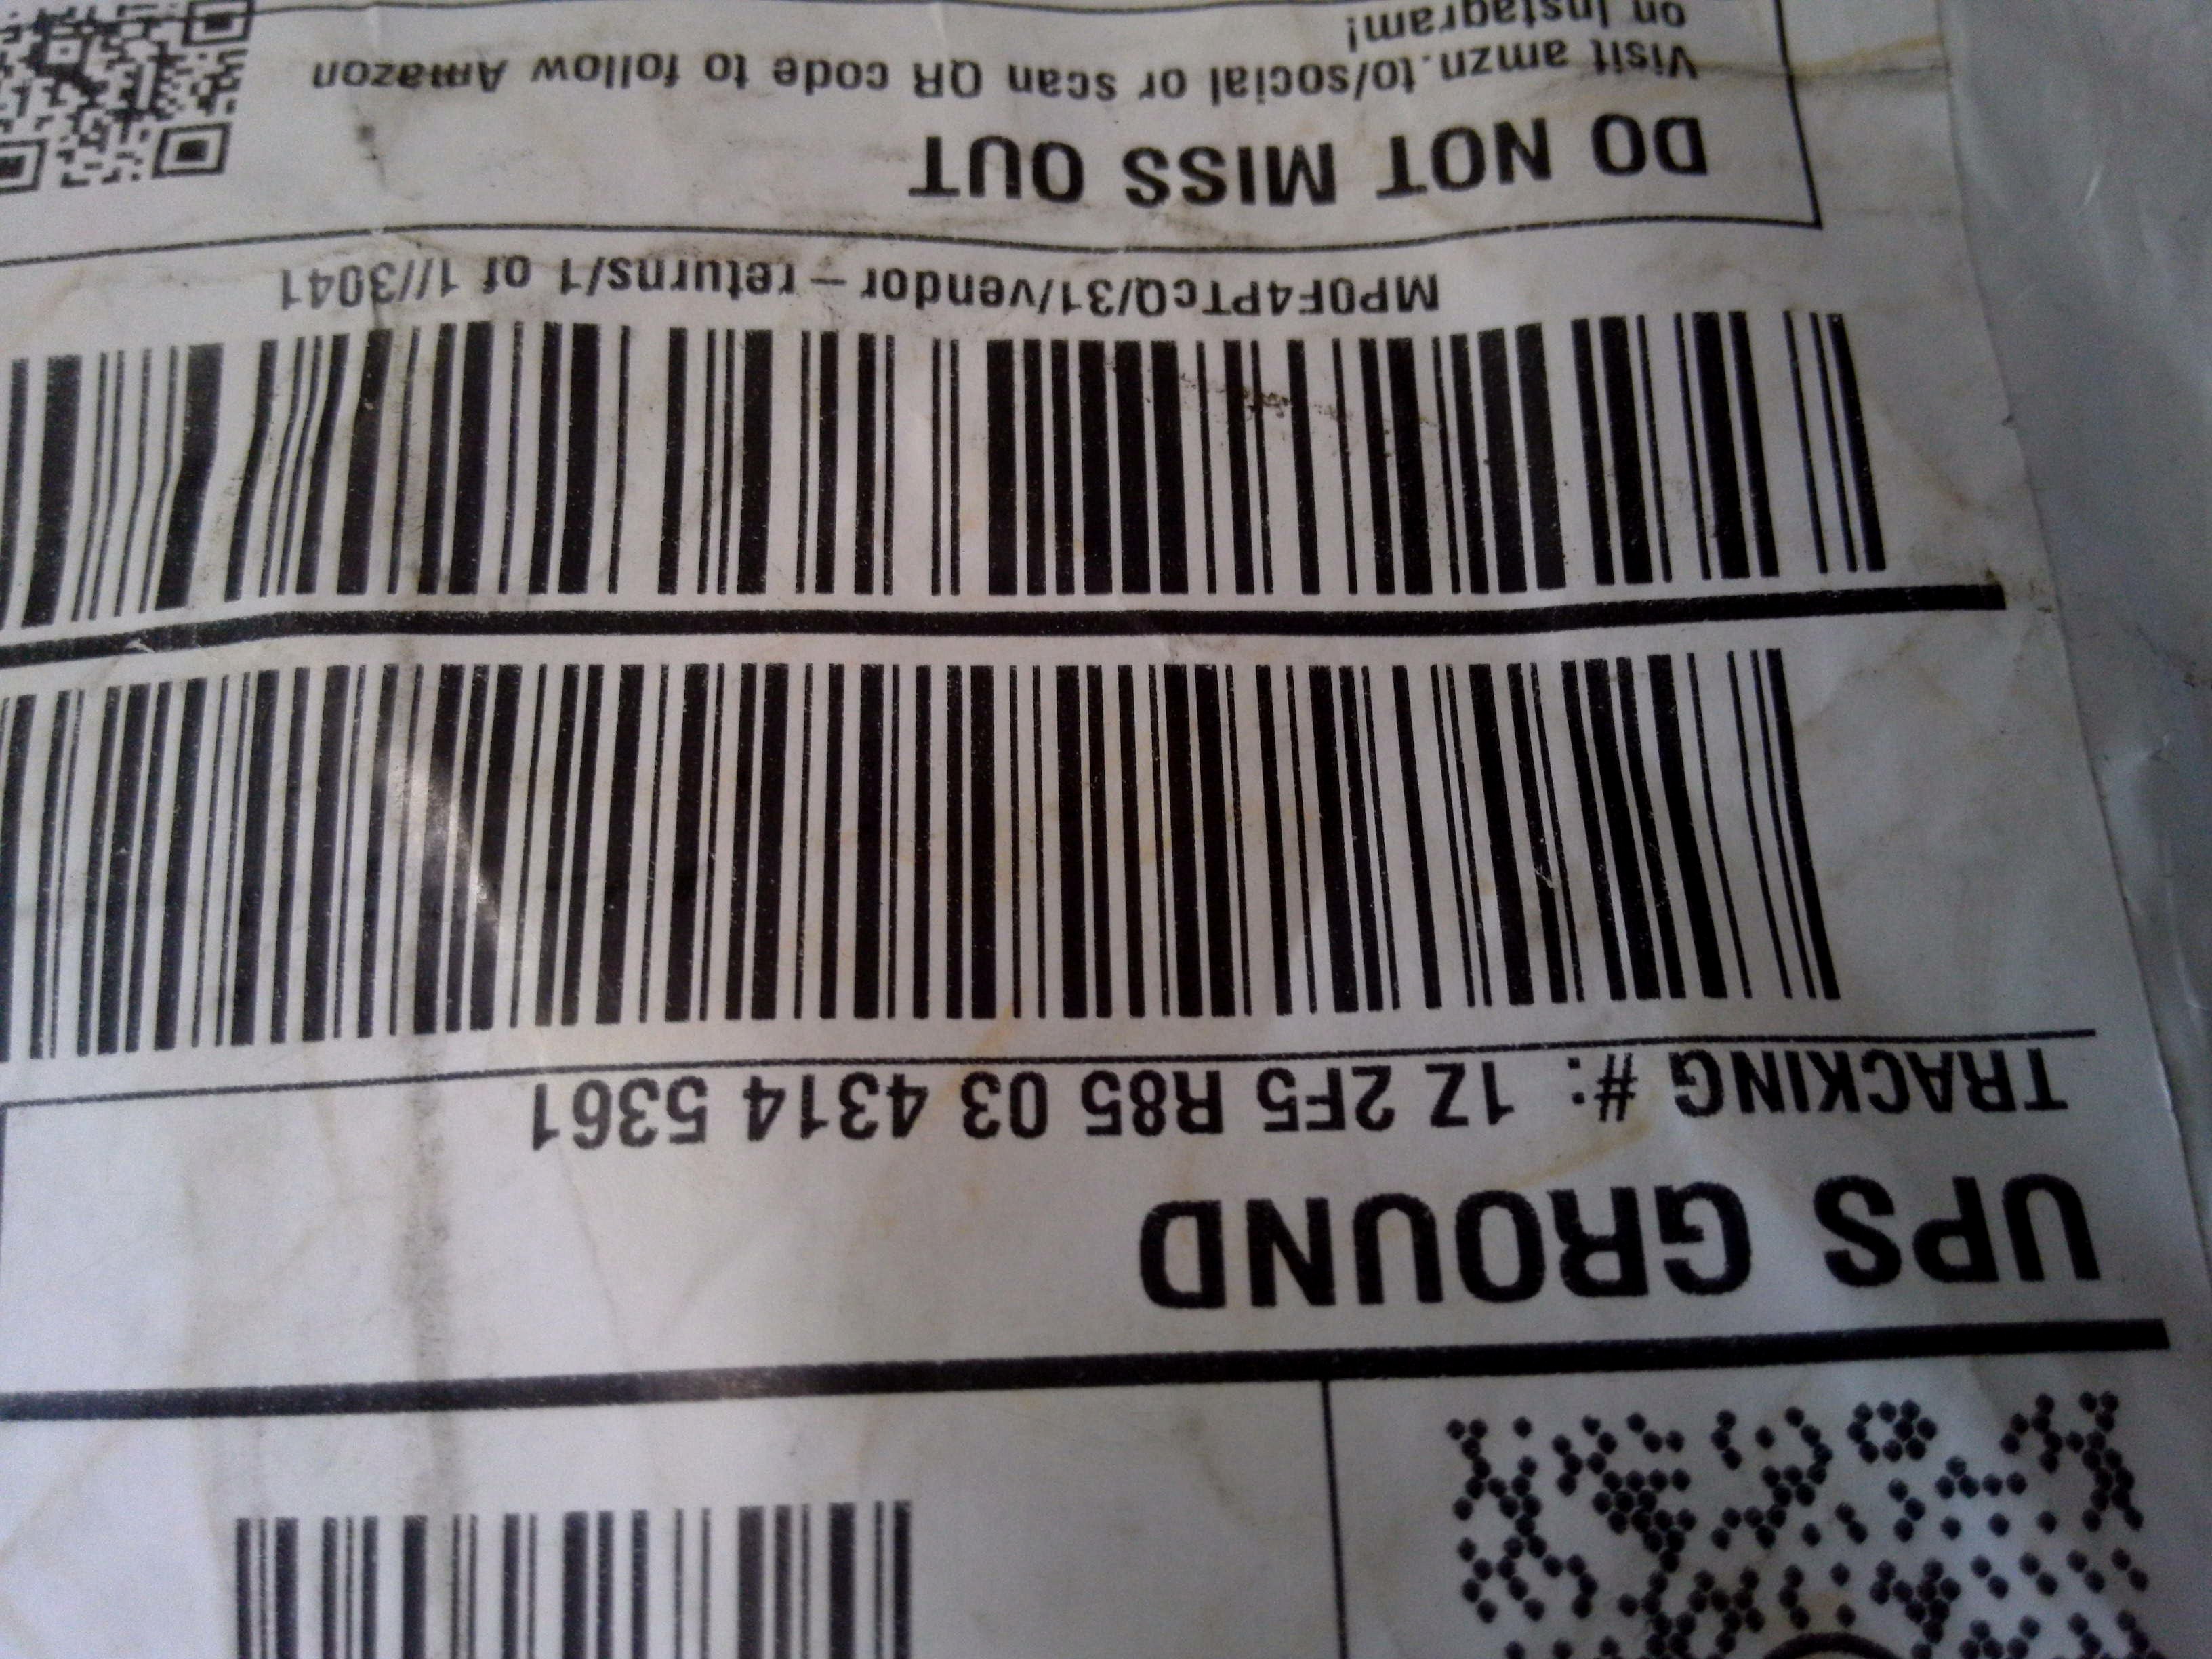 UPS GROUND
TRACKING #: 1Z 2F5 R85 03 4314 5361
MP0F4PTcQ/31/vendor – returns/1 of 1//3041
DO NOT MISS OUT
Visit amzn.to/social or scan QR code to follow Amazon
on Instagram!